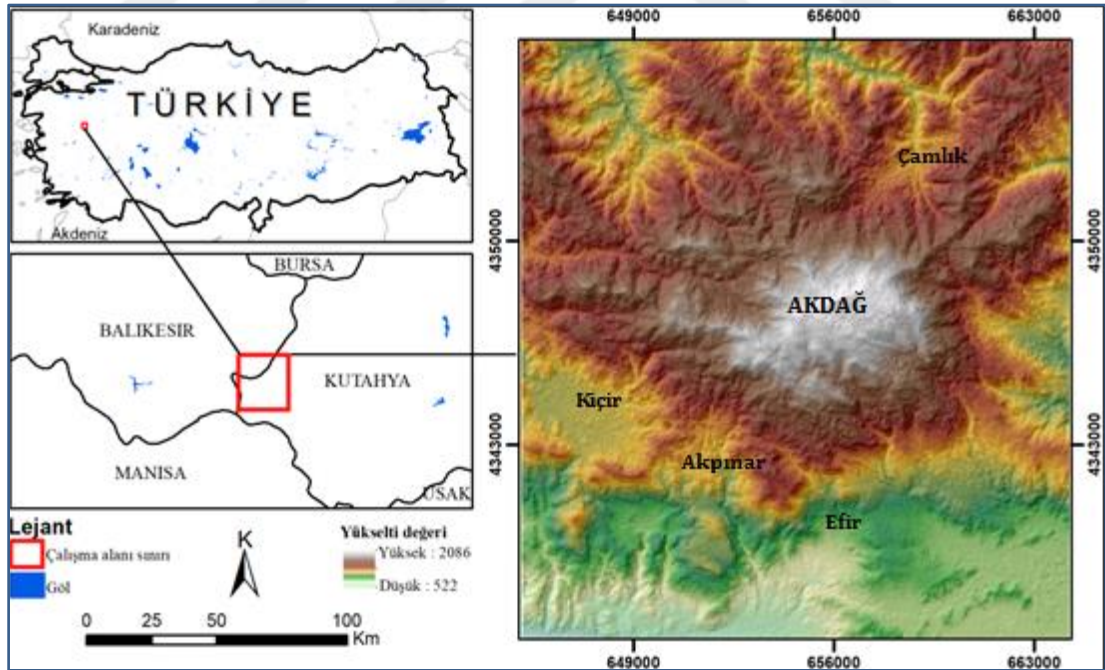 Karadeniz
TÜRKİYE
Akdeniz
BURSA
BALIKESIR
KUTAHYA
MANISA
USAK
Lejant
Çalışma alanı sınırı
Göl
K
Yükselti değeri
Yüksek : 2086
Düşük : 522
0 25 50 100
Km
649000 656000 663000
4350000
4343000
Çamlık
AKDAĞ
Kiçir
Akpınar
Efir
4350000
4343000
649000 656000 663000